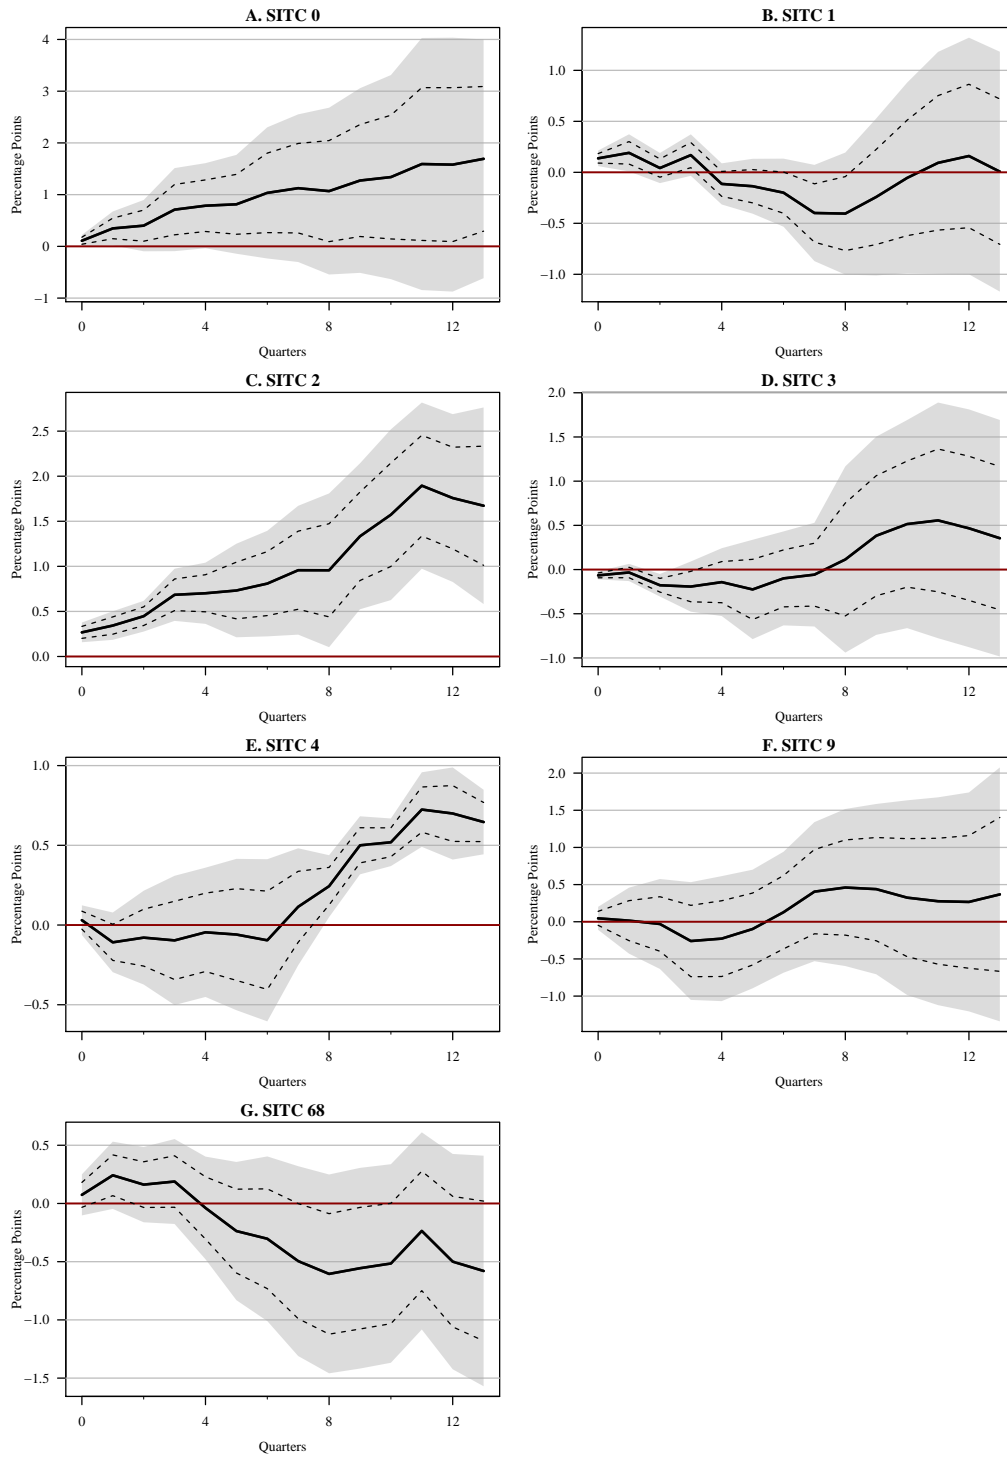 A. SITC 0
Percentage Points
4
3
2
1
0
−1
0 4 8 12
Quarters
B. SITC 1
Percentage Points
1.0
0.5
0.0
−0.5
−1.0
0 4 8 12
Quarters
C. SITC 2
Percentage Points
2.5
2.0
1.5
1.0
0.5
0.0
0 4 8 12
Quarters
D. SITC 3
Percentage Points
2.0
1.5
1.0
0.5
0.0
−0.5
−1.0
0 4 8 12
Quarters
E. SITC 4
Percentage Points
1.0
0.5
0.0
−0.5
0 4 8 12
Quarters
F. SITC 9
Percentage Points
2.0
1.5
1.0
0.5
0.0
−0.5
−1.0
0 4 8 12
Quarters
G. SITC 68
Percentage Points
0.5
0.0
−0.5
−1.0
−1.5
0 4 8 12
Quarters